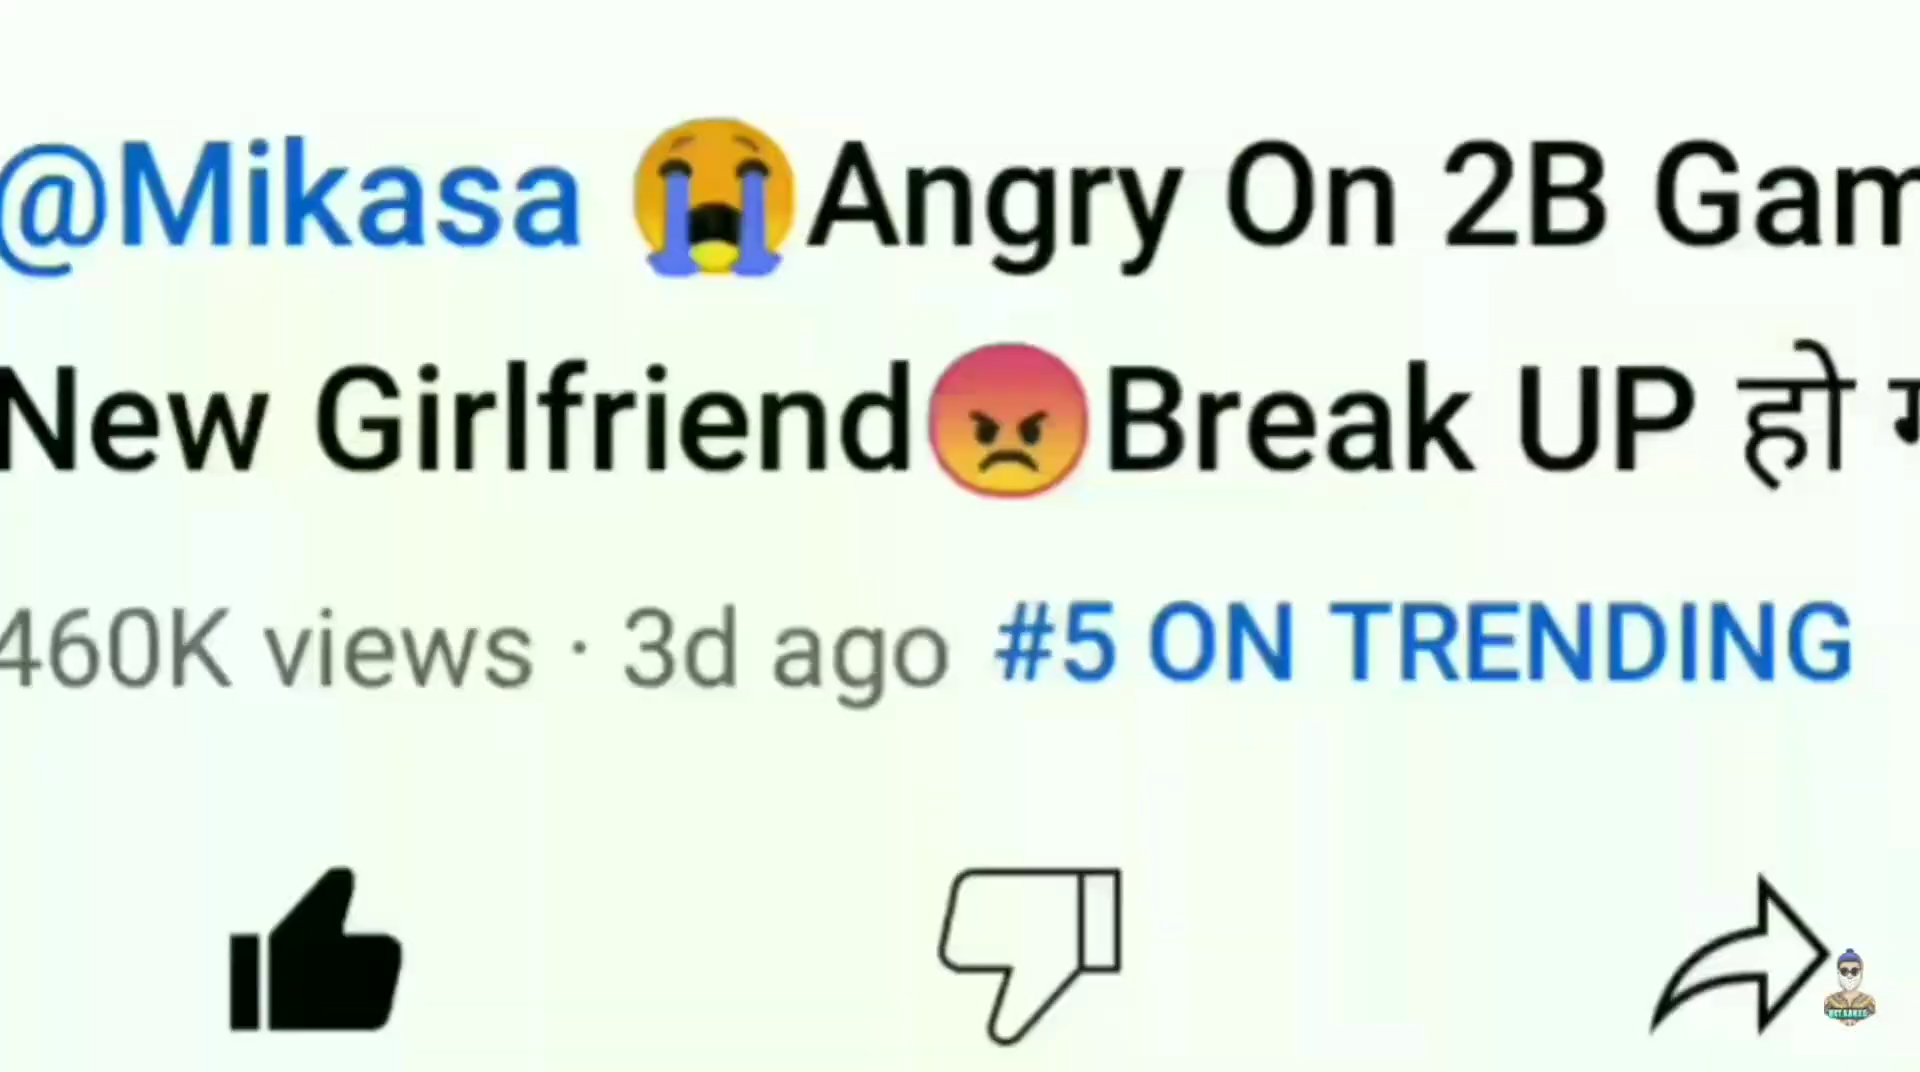 @Mikasa 😭Angry On 2B Gam
New Girlfriend😡Break UP हो
460K views · 3d ago #5 ON TRENDING